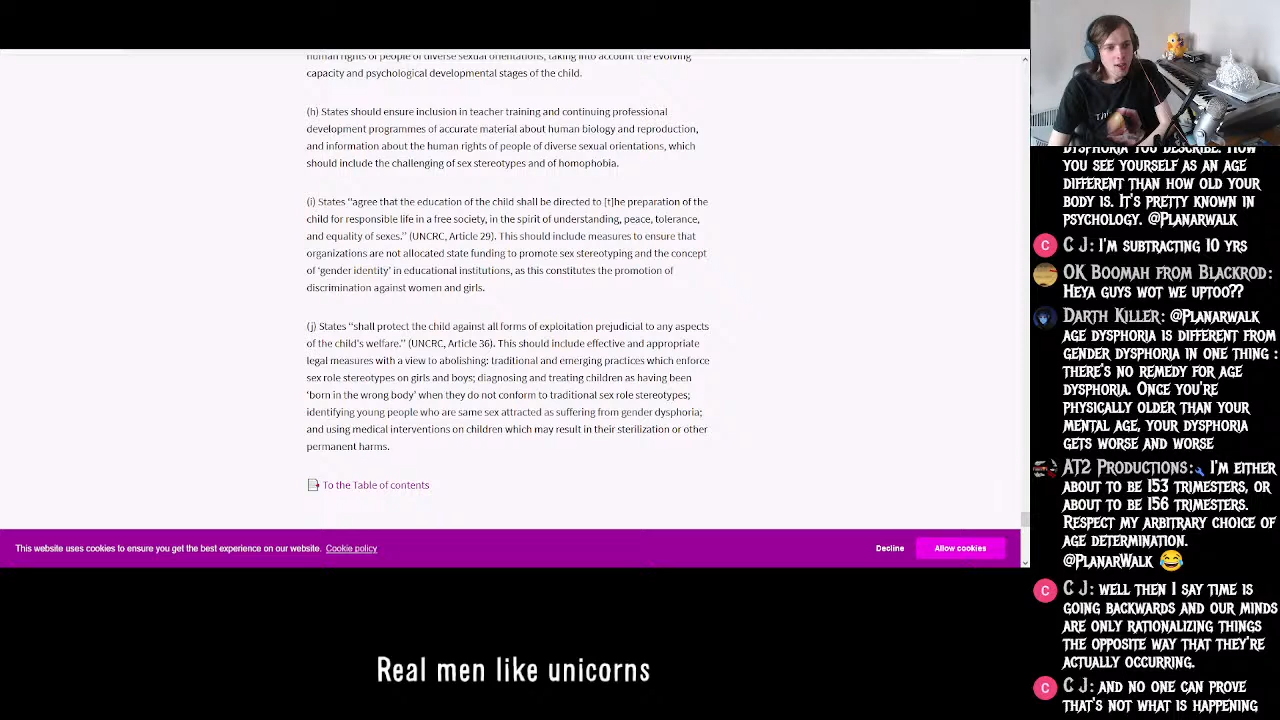 human rights of people of diverse sexual orientations, taking into account the evolving
capacity and psychological developmental stages of the child.
(h) States should ensure inclusion in teacher training and continuing professional
development programmes of accurate material about human biology and reproduction,
and information about the human rights of people of diverse sexual orientations, which
should include the challenging of sex stereotypes and of homophobia.
(i) States “agree that the education of the child shall be directed to [t]he preparation of the
child for responsible life in a free society, in the spirit of understanding, peace, tolerance,
and equality of sexes.” (UNCRC, Article 29). This should include measures to ensure that
organizations are not allocated state funding to promote sex stereotyping and the concept
of ‘gender identity’ in educational institutions, as this constitutes the promotion of
discrimination against women and girls.
(j) States “shall protect the child against all forms of exploitation prejudicial to any aspects
of the child’s welfare.” (UNCRC, Article 36). This should include effective and appropriate
legal measures with a view to abolishing: traditional and emerging practices which enforce
sex role stereotypes on girls and boys; diagnosing and treating children as having been
‘born in the wrong body’ when they do not conform to traditional sex role stereotypes;
identifying young people who are same sex attracted as suffering from gender dysphoria;
and using medical interventions on children which may result in their sterilization or other
permanent harms.
To the Table of contents
This website uses cookies to ensure you get the best experience on our website. Cookie policy
Decline
Allow cookies
Real men like unicorns
dysphoria you describe. How
you see yourself as an age
different than how old your
body is. It's pretty known in
psychology. @Planarwalk
C J: I'm subtracting 10 yrs
OK Boomah from Blackrod:
Heya guys wot we uptoo??
Darth Killer: @Planarwalk
age dysphoria is different from
gender dysphoria in one thing :
there's no remedy for age
dysphoria. Once you're
physically older than your
mental age, your dysphoria
gets worse and worse
AT2 Productions: I'm either
about to be 153 trimesters, or
about to be 156 trimesters.
Respect my arbitrary choice of
age determination.
@PlanarWalk 😂
C J: well then I say time is
going backwards and our minds
are only rationalizing things
the opposite way that they're
actually occurring.
C J: and no one can prove
that's not what is happening